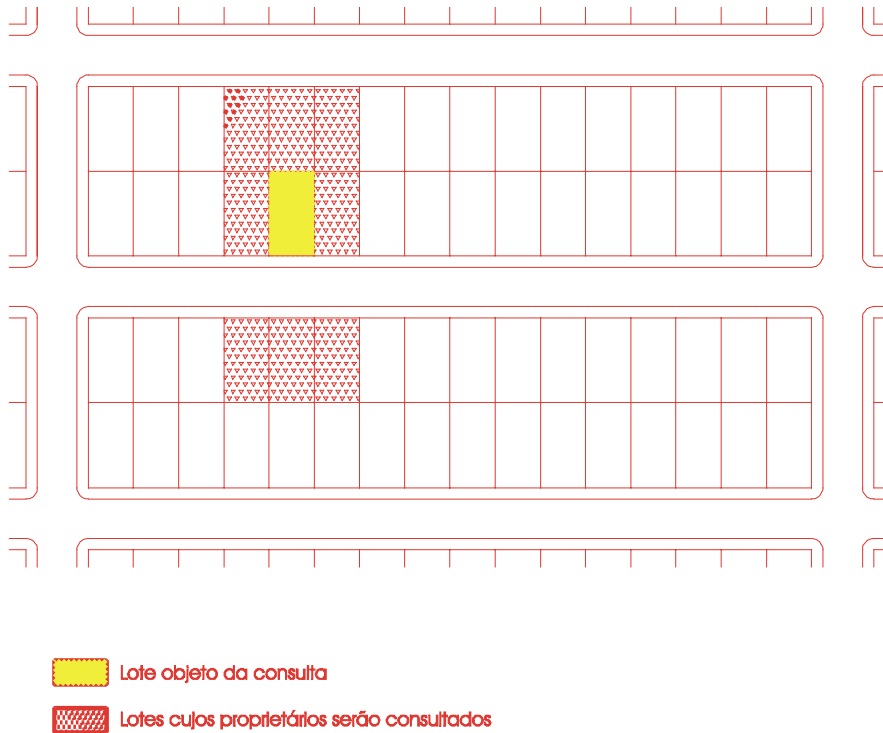 Lote objeto da consulta
Lotes cujos proprietários serão consultados